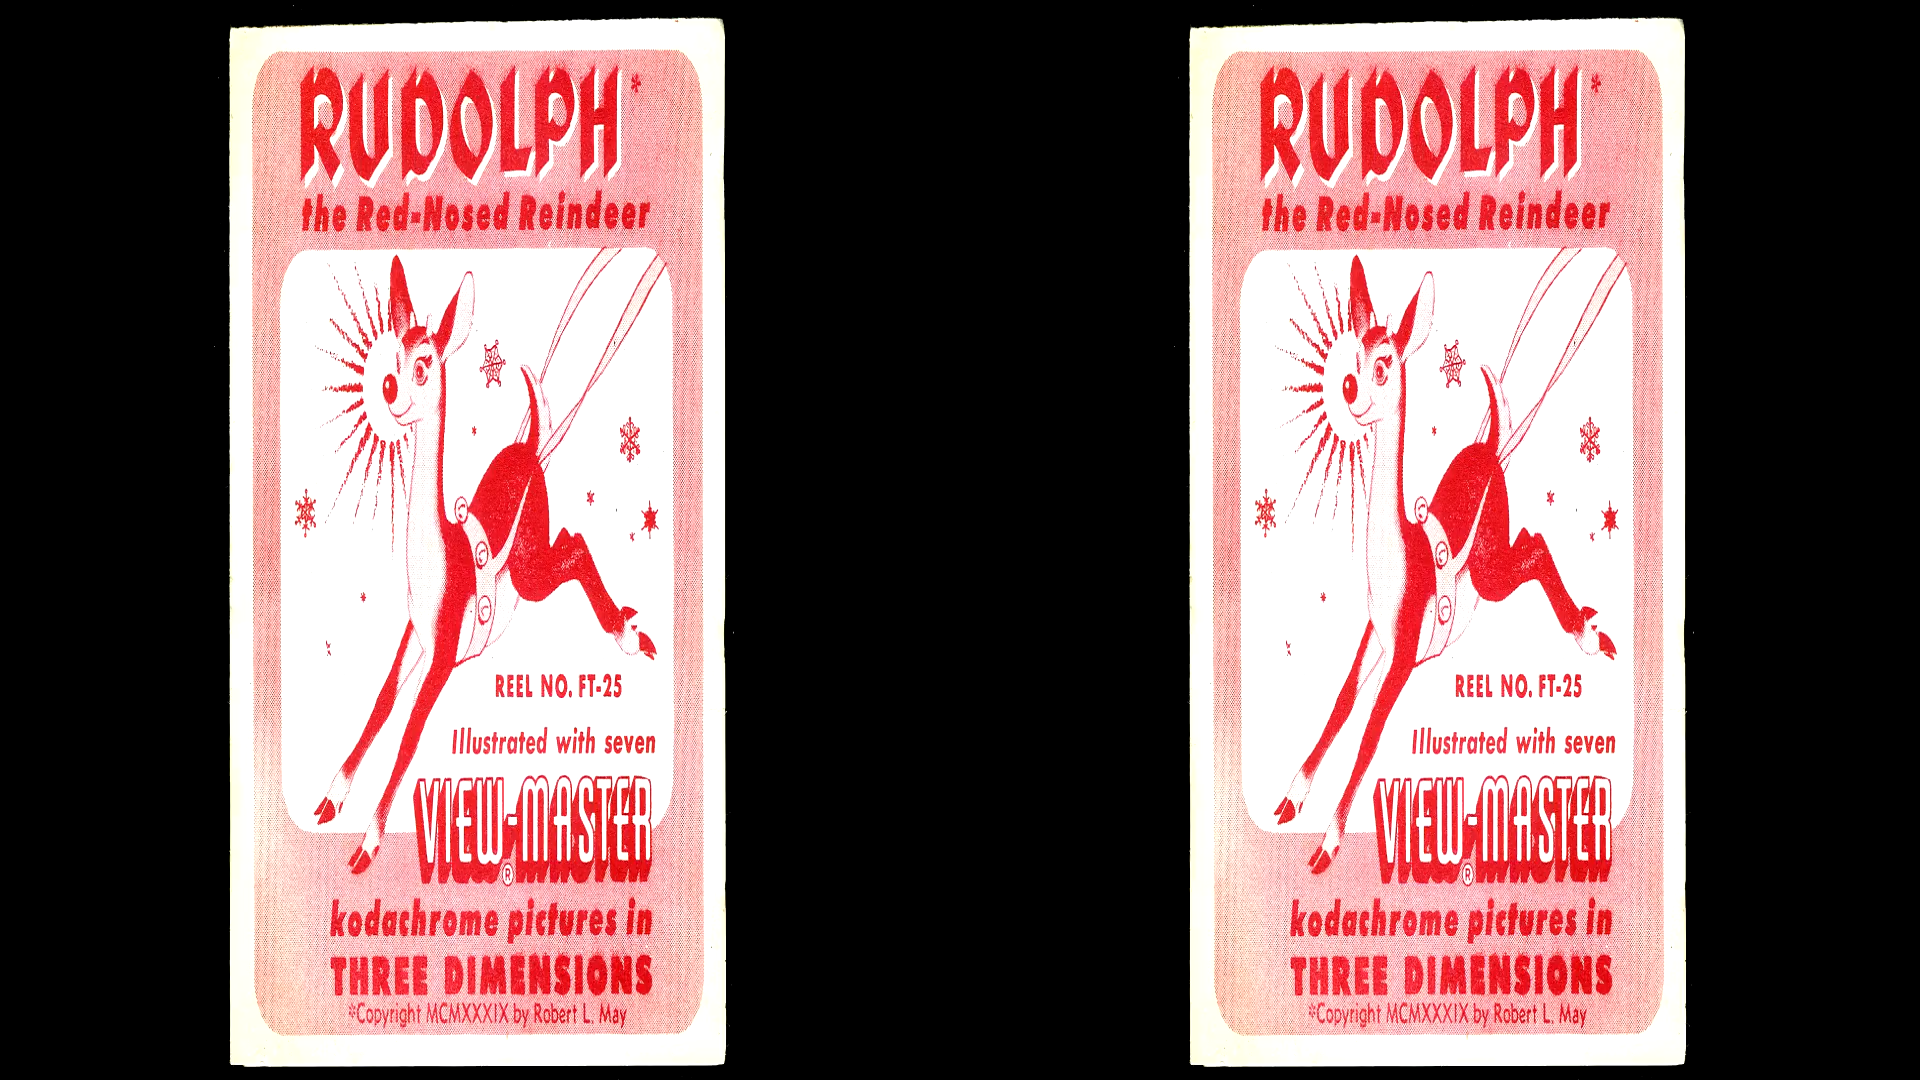 RUDOLPH*
the Red-Nosed Reindeer
REEL NO. FT-25
Illustrated with seven
VIEW-MASTER®
kodachrome pictures in
THREE DIMENSIONS
*Copyright MCMXXXIX by Robert L. May
RUDOLPH*
the Red-Nosed Reindeer
REEL NO. FT-25
Illustrated with seven
VIEW-MASTER®
kodachrome pictures in
THREE DIMENSIONS
*Copyright MCMXXXIX by Robert L. May